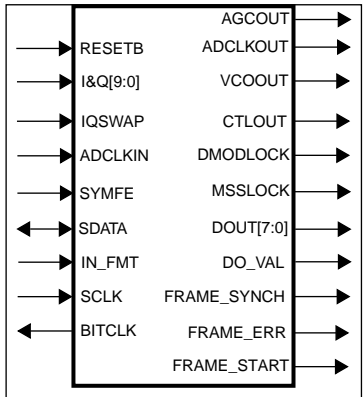 AGCOUT
RESETB ADCLKOUT
I&Q[9:0] VCOOUT
IQSWAP CTLOUT
ADCLKIN DMODLOCK
SYMFE MSSLOCK
SDATA DOUT[7:0]
IN_FMT DO_VAL
SCLK FRAME_SYNCH
BITCLK FRAME_ERR
FRAME_START